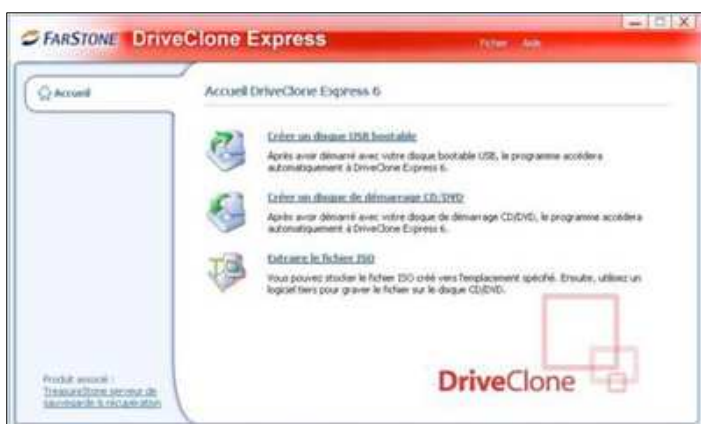 FARSTONE DriveClone Express
Fichier Aide
Accueil
Accueil DriveClone Express 6
Créer un disque USB bootable
Après avoir démarré avec votre disque bootable USB, le programme accédera
automatiquement à DriveClone Express 6.
Créer un disque de démarrage CD/DVD
Après avoir démarré avec votre disque de démarrage CD/DVD, le programme accédera
automatiquement à DriveClone Express 6.
Extraire le fichier ISO
Vous pouvez stocker le fichier ISO créé vers l'emplacement spécifié. Ensuite, utilisez un
logiciel tiers pour graver le fichier sur le disque CD/DVD.
DriveClone
Produit associé :
TreasureStone serveur de
sauvegarde & récupération